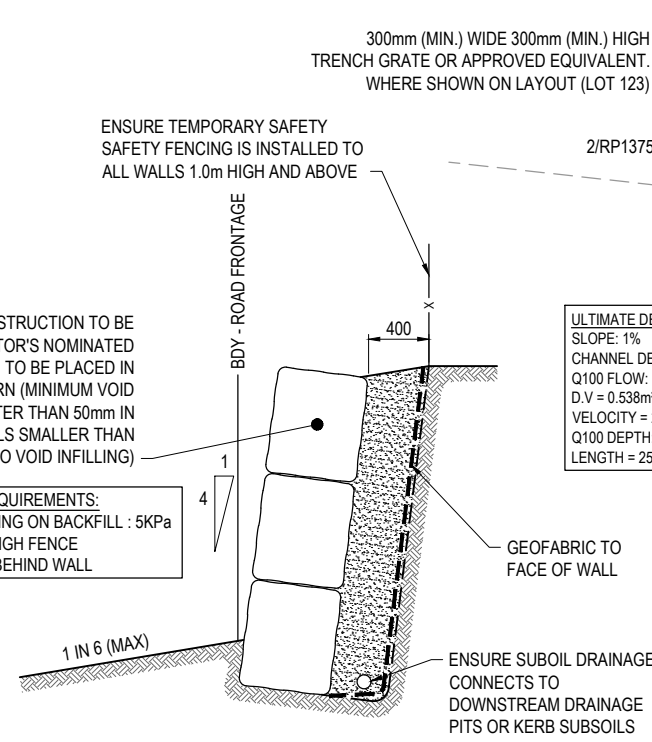 300mm (MIN.) WIDE 300mm (MIN.) HIGH
TRENCH GRATE OR APPROVED EQUIVALENT.
WHERE SHOWN ON LAYOUT (LOT 123)
ENSURE TEMPORARY SAFETY
SAFETY FENCING IS INSTALLED TO
ALL WALLS 1.0m HIGH AND ABOVE
2/RP1375
BDY - ROAD FRONTAGE
X
400
STRUCTION TO BE
TOR'S NOMINATED
TO BE PLACED IN
RN (MINIMUM VOID
TER THAN 50mm IN
LS SMALLER THAN
O VOID INFILLING)
ULTIMATE DE
SLOPE: 1%
CHANNEL DE
Q100 FLOW:
D.V = 0.538m
VELOCITY =
Q100 DEPTH
LENGTH = 25
1
4
QUIREMENTS:
ING ON BACKFILL : 5KPa
IGH FENCE
BEHIND WALL
GEOFABRIC TO
FACE OF WALL
1 IN 6 (MAX)
ENSURE SUBOIL DRAINAGE
CONNECTS TO
DOWNSTREAM DRAINAGE
PITS OR KERB SUBSOILS